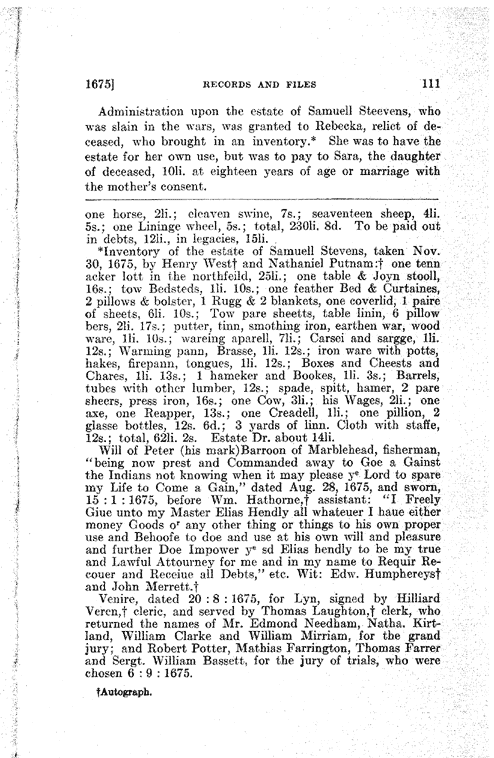 1675] RECORDS AND FILES 111
Administration upon the estate of Samuell Steevens, who
was slain in the wars, was granted to Rebecka, relict of de-
ceased, who brought in an inventory.* She was to have the
estate for her own use, but was to pay to Sara, the daughter
of deceased, 10li. at eighteen years of age or marriage with
the mother's consent.
one horse, 2li.; eleaven swine, 7s.; seaventeen sheep, 4li.
5s.; one Lininge wheel, 5s.; total, 230li. 8d. To be paid out
in debts, 12li., in legacies, 15li.
*Inventory of the estate of Samuell Stevens, taken Nov.
30, 1675, by Henry West† and Nathaniel Putnam:† one tenn
acker lott in the northfeild, 25li.; one table & Joyn stooll,
16s.; tow Bedsteds, 1li. 10s.; one feather Bed & Curtaines,
2 pillows & bolster, 1 Rugg & 2 blankets, one coverlid, 1 paire
of sheets, 6li. 10s.; Tow pare sheetts, table linin, 6 pillow
bers, 2li. 17s.; putter, tinn, smothing iron, earthen war, wood
ware, 1li. 10s.; wareing aparell, 7li.; Carsei and sargge, 1li.
12s.; Warming pann, Brasse, 1li. 12s.; iron ware with potts,
hakes, firepann, tongues, 1li. 12s.; Boxes and Cheests and
Chares, 1li. 13s.; 1 hameker and Bookes, 1li. 3s.; Barrels,
tubes with other lumber, 12s.; spade, spitt, hamer, 2 pare
sheers, press iron, 16s.; one Cow, 3li.; his Wages, 2li.; one
axe, one Reapper, 13s.; one Creadell, 1li.; one pillion, 2
glasse bottles, 12s. 6d.; 3 yards of linn. Cloth with staffe,
12s.; total, 62li. 2s. Estate Dr. about 14li.
Will of Peter (his mark)Barroon of Marblehead, fisherman,
"being now prest and Commanded away to Goe a Gainst
the Indians not knowing when it may please yᵉ Lord to spare
my Life to Come a Gain," dated Aug. 28, 1675, and sworn,
15 : 1 : 1675, before Wm. Hathorne,† assistant: "I Freely
Giue unto my Master Elias Hendly all whateuer I haue either
money Goods oʳ any other thing or things to his own proper
use and Behoofe to doe and use at his own will and pleasure
and further Doe Impower yᵉ sd Elias hendly to be my true
and Lawful Attourney for me and in my name to Requir Re-
couer and Receiue all Debts," etc. Wit: Edw. Humphereys†
and John Merrett.†
Venire, dated 20 : 8 : 1675, for Lyn, signed by Hilliard
Veren,† cleric, and served by Thomas Laughton,† clerk, who
returned the names of Mr. Edmond Needham, Natha. Kirt-
land, William Clarke and William Mirriam, for the grand
jury; and Robert Potter, Mathias Farrington, Thomas Farrer
and Sergt. William Bassett, for the jury of trials, who were
chosen 6 : 9 : 1675.
†Autograph.